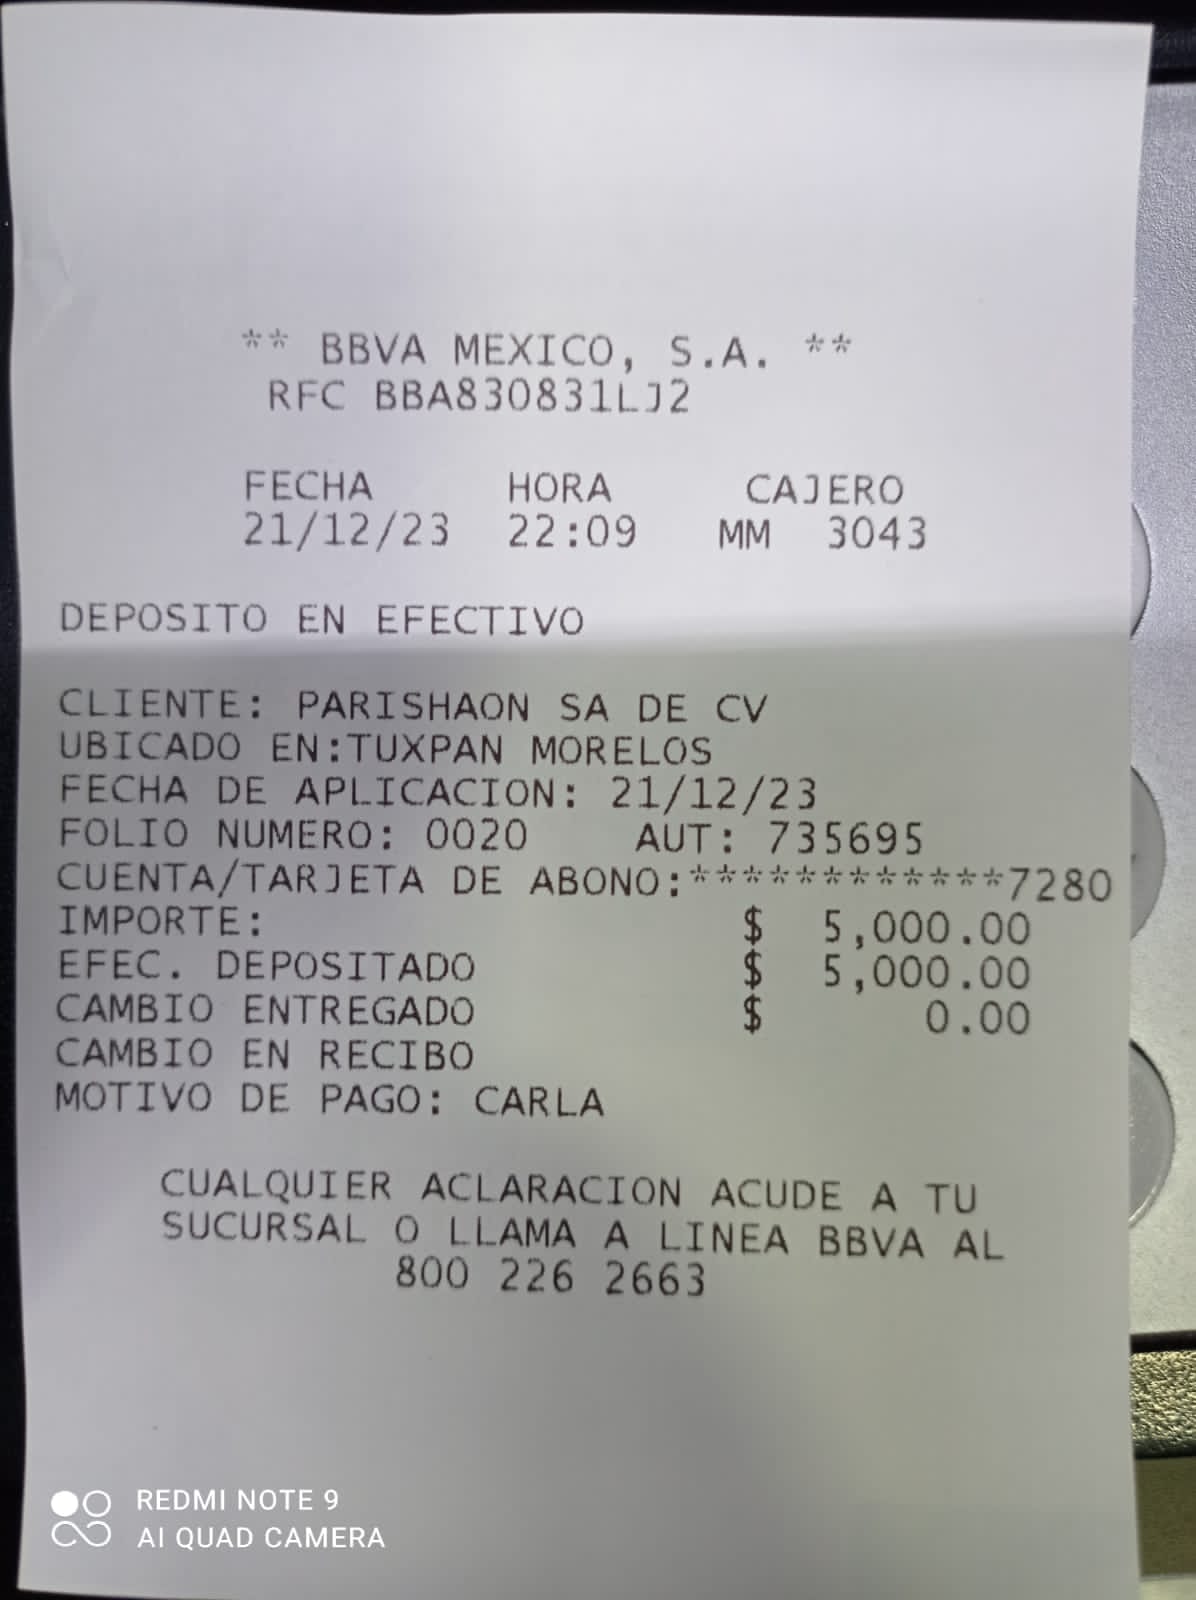 ** BBVA MEXICO, S.A. **
RFC BBA830831LJ2
FECHA HORA CAJERO
21/12/23 22:09 MM 3043
DEPOSITO EN EFECTIVO
CLIENTE: PARISHAON SA DE CV
UBICADO EN:TUXPAN MORELOS
FECHA DE APLICACION: 21/12/23
FOLIO NUMERO: 0020 AUT: 735695
CUENTA/TARJETA DE ABONO:************7280
IMPORTE: $ 5,000.00
EFEC. DEPOSITADO $ 5,000.00
CAMBIO ENTREGADO $ 0.00
CAMBIO EN RECIBO
MOTIVO DE PAGO: CARLA
CUALQUIER ACLARACION ACUDE A TU
SUCURSAL O LLAMA A LINEA BBVA AL
800 226 2663
REDMI NOTE 9
AI QUAD CAMERA